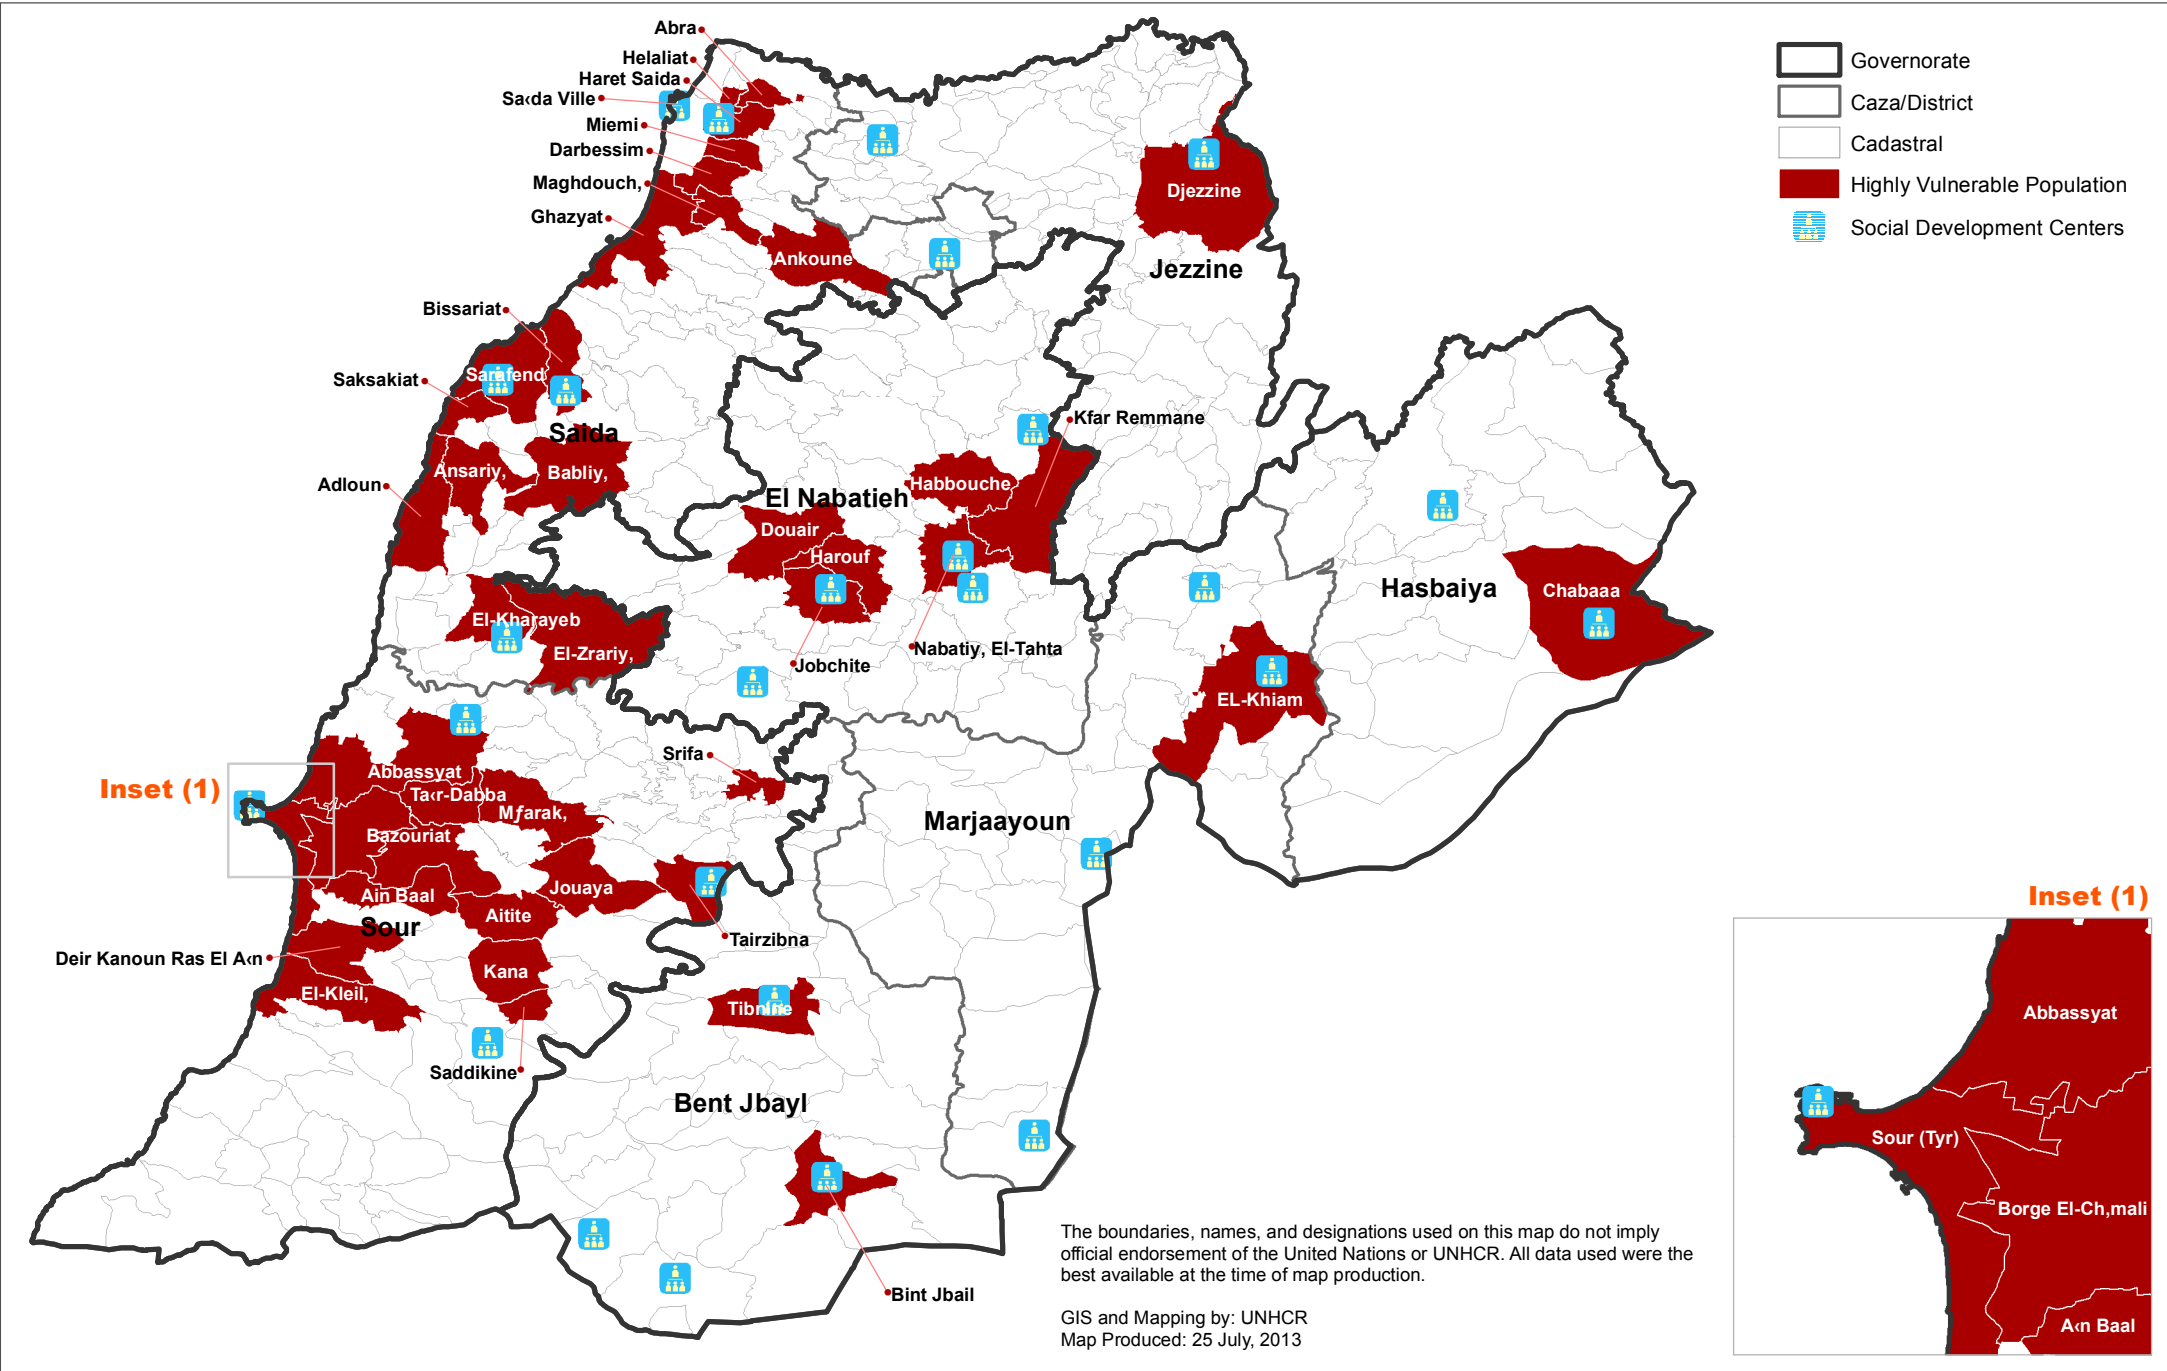 Abra
Helaliat
Haret Saida
Sa‹da Ville
Miemi
Darbessim
Maghdouch,
Ghazyat
Ankoune
Djezzine
Jezzine
Governorate
Caza/District
Cadastral
Highly Vulnerable Population
Social Development Centers
Bissariat
Sarafend
Saksakiat
Saida
Ansariy,
Babliy,
Adloun
Kfar Remmane
Habbouche
El Nabatieh
Douair
Harouf
Hasbaiya
Chabaaa
El-Kharayeb
El-Zrariy,
Jobchite
Nabatiy, El-Tahta
EL-Khiam
Srifa
Inset (1)
Abbassyat
Ta‹r-Dabba
Mƒarak,
Bazouriat
Marjaayoun
Ain Baal
Jouaya
Aitite
Sour
Tairzibna
Deir Kanoun Ras El A‹n
Kana
El-Kleil,
Tibnine
Saddikine
Bent Jbayl
Bint Jbail
Inset (1)
Abbassyat
Sour (Tyr)
Borge El-Ch,mali
A‹n Baal
The boundaries, names, and designations used on this map do not imply
official endorsement of the United Nations or UNHCR. All data used were the
best available at the time of map production.
GIS and Mapping by: UNHCR
Map Produced: 25 July, 2013